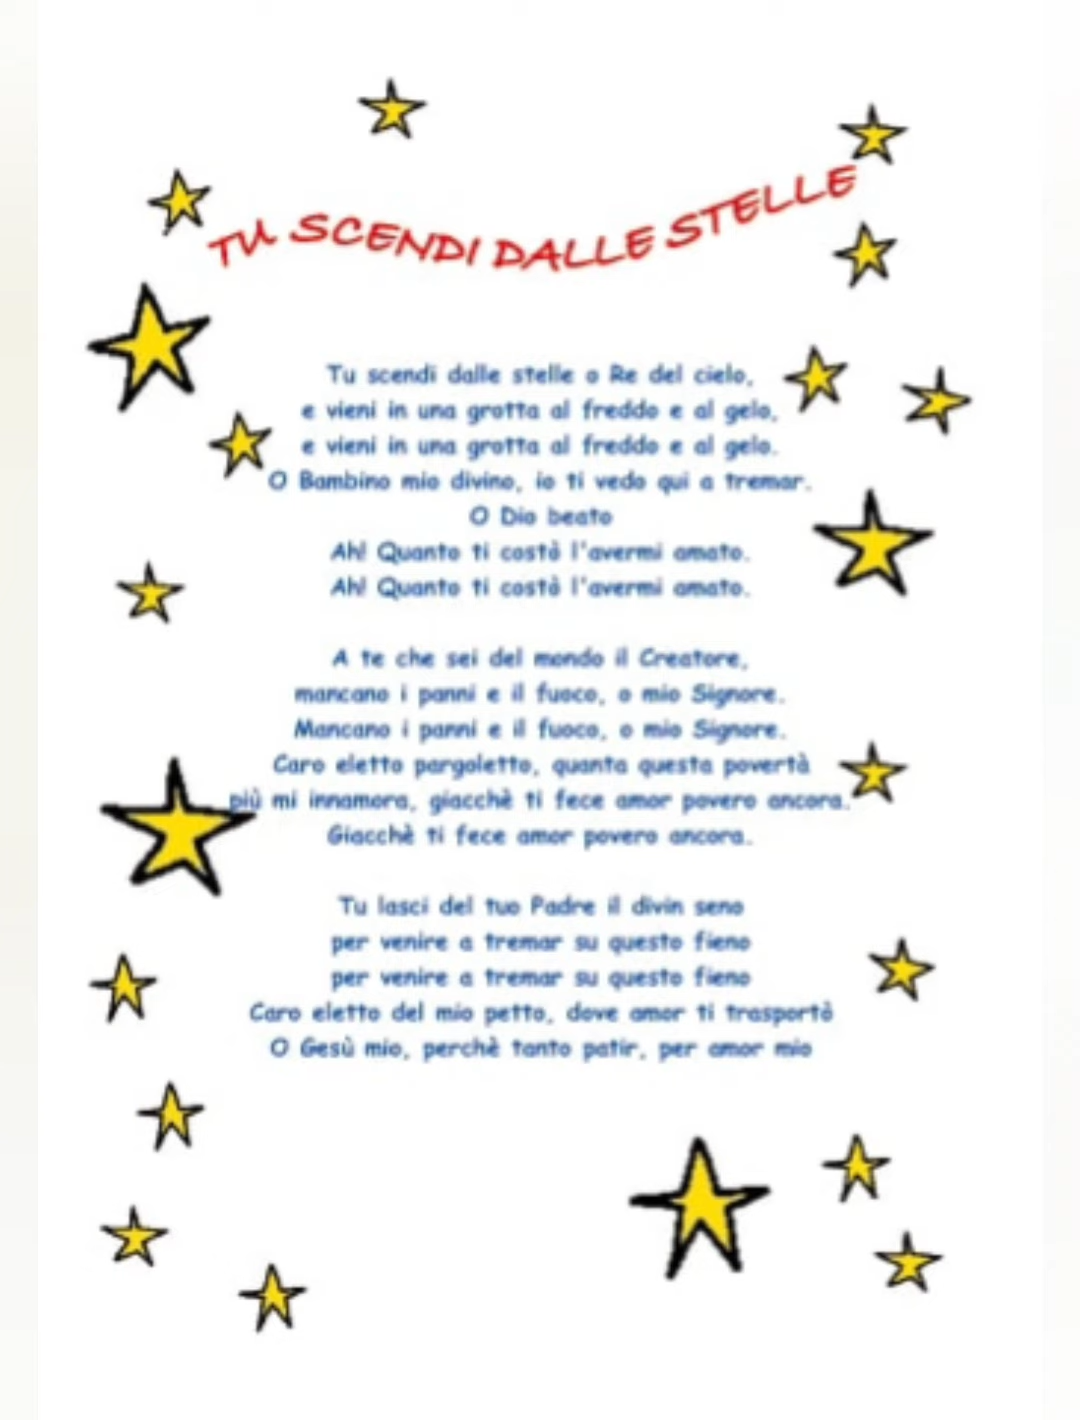 TU SCENDI DALLE STELLE
Tu scendi dalle stelle o Re del cielo,
e vieni in una grotta al freddo e al gelo,
e vieni in una grotta al freddo e al gelo.
O Bambino mio divino, io ti vedo qui a tremar.
O Dio beato
Ah! Quanto ti costò l'avermi amato.
Ah! Quanto ti costò l'avermi amato.
A te che sei del mondo il Creatore,
mancano i panni e il fuoco, o mio Signore.
Mancano i panni e il fuoco, o mio Signore.
Caro eletto pargoletto, quanta questa povertà
più mi innamora, giacchè ti fece amor povero ancora.
Giacchè ti fece amor povero ancora.
Tu lasci del tuo Padre il divin seno
per venire a tremar su questo fieno
per venire a tremar su questo fieno
Caro eletto del mio petto, dove amor ti trasportò
O Gesù mio, perchè tanto patir, per amor mio